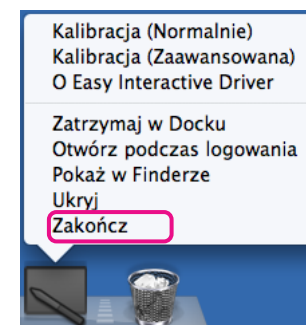 Kalibracja (Normalnie)
Kalibracja (Zaawansowana)
O Easy Interactive Driver
Zatrzymaj w Docku
Otwórz podczas logowania
Pokaż w Finderze
Ukryj
Zakończ